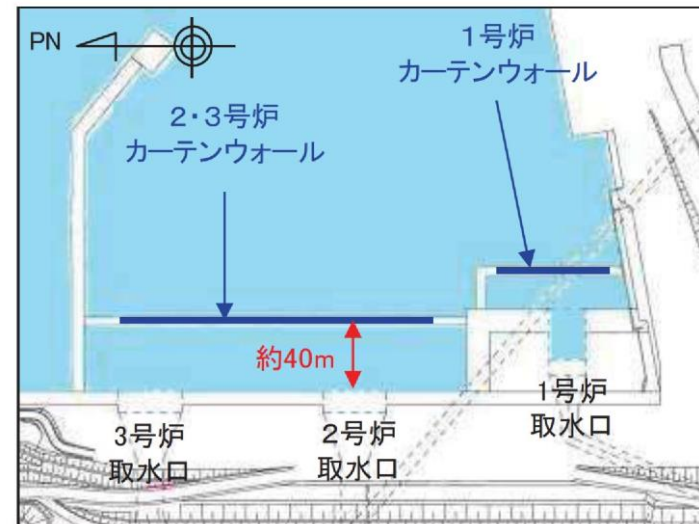 PN
1号炉
カーテンウォール
2・3号炉
カーテンウォール
約40m
3号炉
取水口
2号炉
取水口
1号炉
取水口